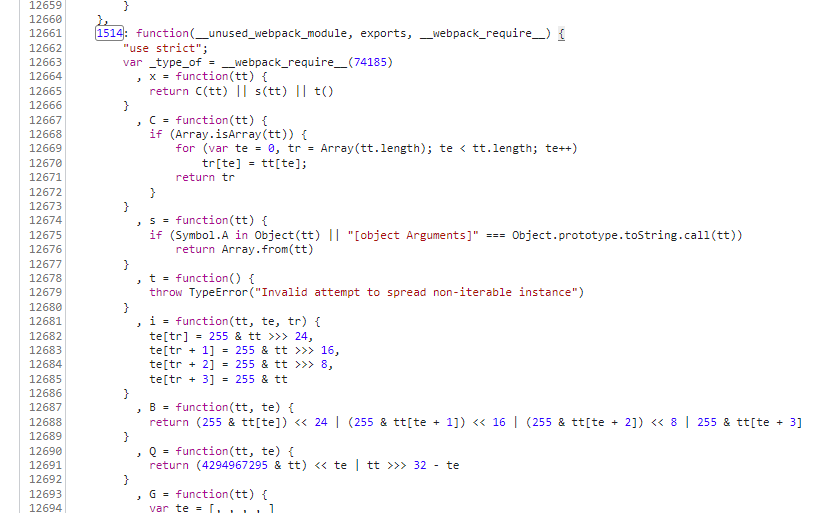 12659 }
12660 },
12661 1514: function(__unused_webpack_module, exports, __webpack_require__) {
12662 "use strict";
12663 var _type_of = __webpack_require__(74185)
12664 , x = function(tt) {
12665 return C(tt) || s(tt) || t()
12666 }
12667 , C = function(tt) {
12668 if (Array.isArray(tt)) {
12669 for (var te = 0, tr = Array(tt.length); te < tt.length; te++)
12670 tr[te] = tt[te];
12671 return tr
12672 }
12673 }
12674 , s = function(tt) {
12675 if (Symbol.A in Object(tt) || "[object Arguments]" === Object.prototype.toString.call(tt))
12676 return Array.from(tt)
12677 }
12678 , t = function() {
12679 throw TypeError("Invalid attempt to spread non-iterable instance")
12680 }
12681 , i = function(tt, te, tr) {
12682 te[tr] = 255 & tt >>> 24,
12683 te[tr + 1] = 255 & tt >>> 16,
12684 te[tr + 2] = 255 & tt >>> 8,
12685 te[tr + 3] = 255 & tt
12686 }
12687 , B = function(tt, te) {
12688 return (255 & tt[te]) << 24 | (255 & tt[te + 1]) << 16 | (255 & tt[te + 2]) << 8 | 255 & tt[te + 3]
12689 }
12690 , Q = function(tt, te) {
12691 return (4294967295 & tt) << te | tt >>> 32 - te
12692 }
12693 , G = function(tt) {
12694 var te = [, , , , ]